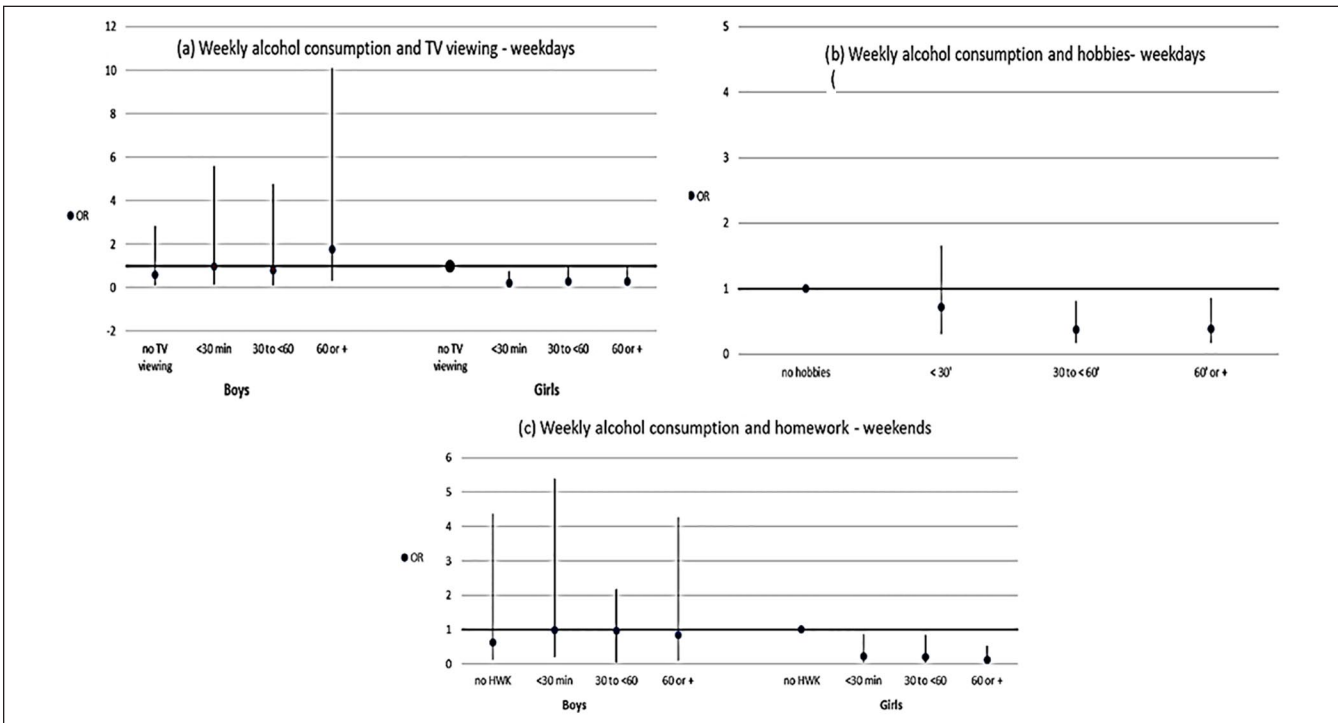 (a) Weekly alcohol consumption and TV viewing - weekdays
12
10
8
6
4
2
0
-2
OR
no TV viewing <30 min 30 to <60 60 or + no TV viewing <30 min 30 to <60 60 or +
Boys Girls
(b) Weekly alcohol consumption and hobbies- weekdays
(
5
4
3
2
1
0
OR
no hobbies < 30' 30 to < 60' 60' or +
(c) Weekly alcohol consumption and homework - weekends
6
5
4
3
2
1
0
OR
no HWK <30 min 30 to <60 60 or + no HWK <30 min 30 to <60 60 or +
Boys Girls